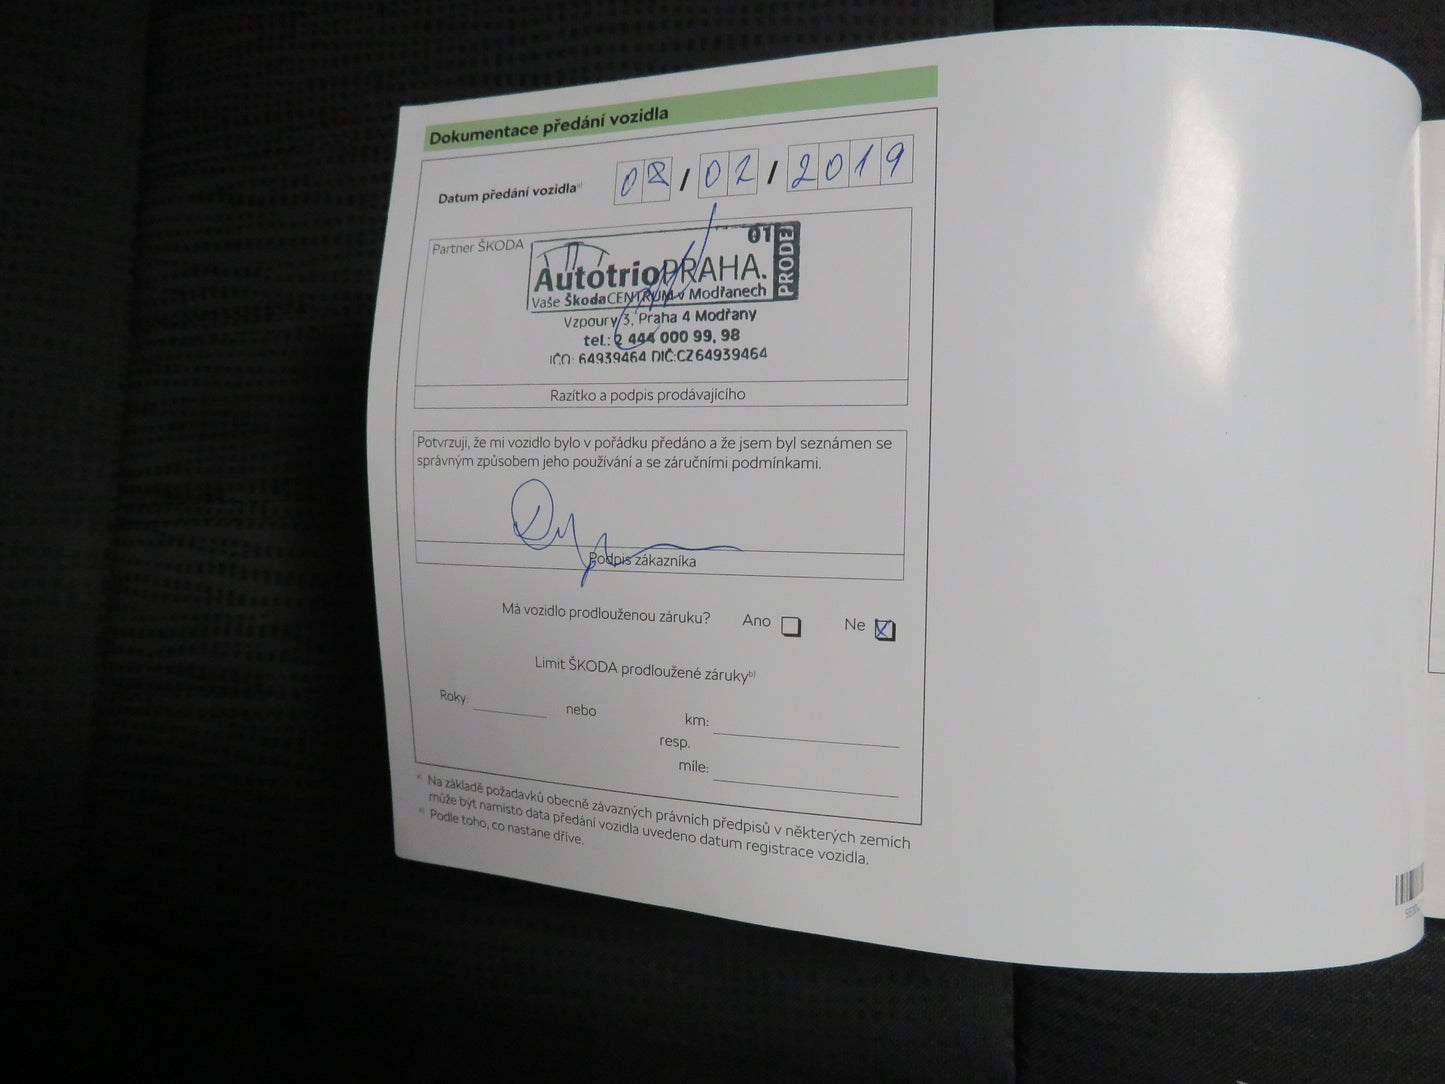 Dokumentace předání vozidla
Datum předání vozidla a) 08 / 02 / 2019
Partner ŠKODA
01
PRODEJ
AutotrioPRAHA.
Vaše ŠkodaCENTRUM v Modřanech
Vzpoury 3, Praha 4 Modřany
tel.: 2 444 000 99, 98
IČO: 64939464 DIČ:CZ64939464
Razítko a podpis prodávajícího
Potvrzuji, že mi vozidlo bylo v pořádku předáno a že jsem byl seznámen se
správným způsobem jeho používání a se záručními podmínkami.
Podpis zákazníka
Má vozidlo prodlouženou záruku? Ano Ne
Limit ŠKODA prodloužené záruky b)
Roky: nebo km:
resp.
míle:
a) Na základě požadavků obecně závazných právních předpisů v některých zemích
může být namísto data předání vozidla uvedeno datum registrace vozidla.
b) Podle toho, co nastane dříve.